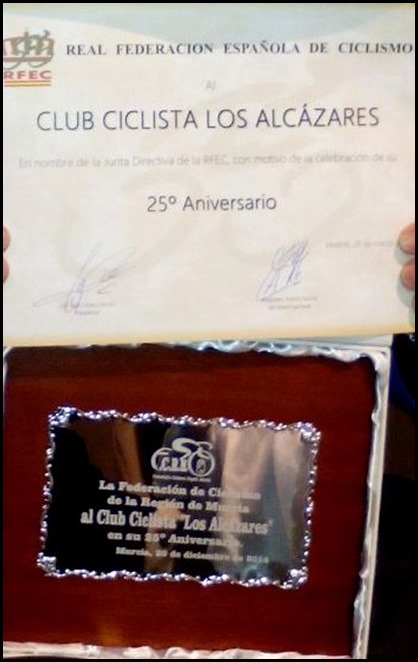 RFEC
REAL FEDERACION ESPAÑOLA DE CICLISMO
Al
CLUB CICLISTA LOS ALCÁZARES
En nombre de la Junta Directiva de la RFEC, con motivo de la celebración de su
25º Aniversario
La Federación de Ciclismo
de la Región de Murcia
al Club Ciclista "Los Alcázares"
en su 25º Aniversario
Murcia, 20 de diciembre de 2014